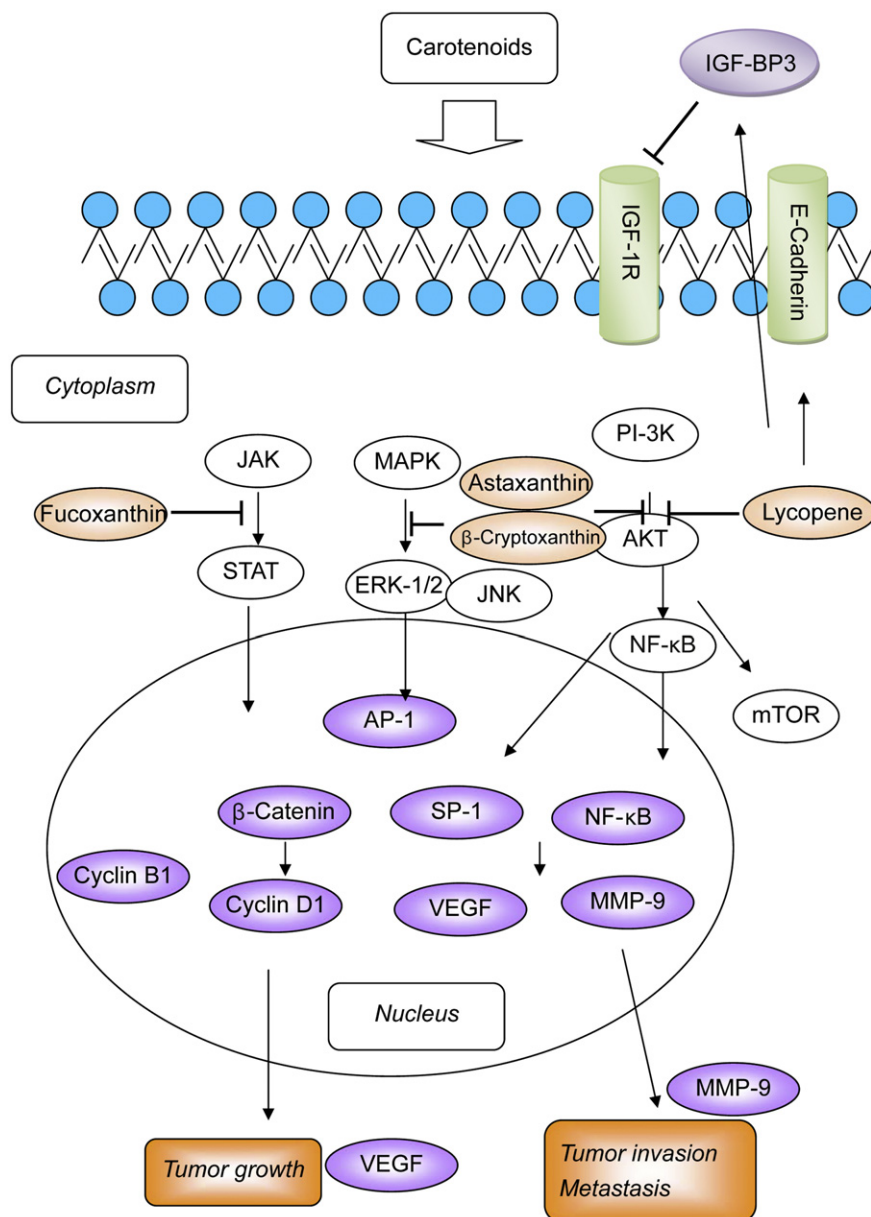 Carotenoids
IGF-BP3
IGF-1R
E-Cadherin
Cytoplasm
PI-3K
JAK
MAPK
Astaxanthin
Fucoxanthin
Lycopene
β-Cryptoxanthin
AKT
STAT
ERK-1/2
JNK
NF-κB
AP-1
mTOR
β-Catenin
SP-1
NF-κB
Cyclin B1
Cyclin D1
VEGF
MMP-9
Nucleus
MMP-9
Tumor growth
VEGF
Tumor invasion
Metastasis